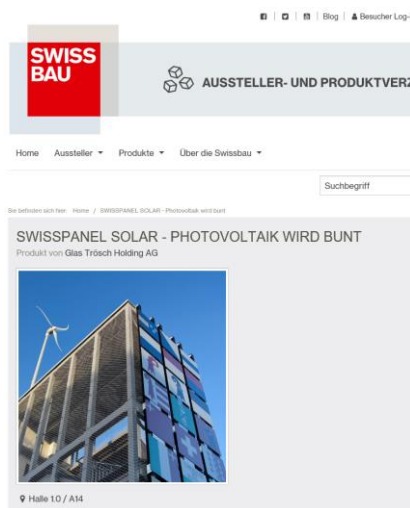 Blog | Besucher Log-
SWISS
BAU
AUSSTELLER- UND PRODUKTVERZ
Home Aussteller Produkte Über die Swissbau
Suchbegriff
Sie befinden sich hier: Home / SWISSPANEL SOLAR - Photovoltaik wird bunt
SWISSPANEL SOLAR - PHOTOVOLTAIK WIRD BUNT
Produkt von Glas Trösch Holding AG
Halle 1.0 / A14